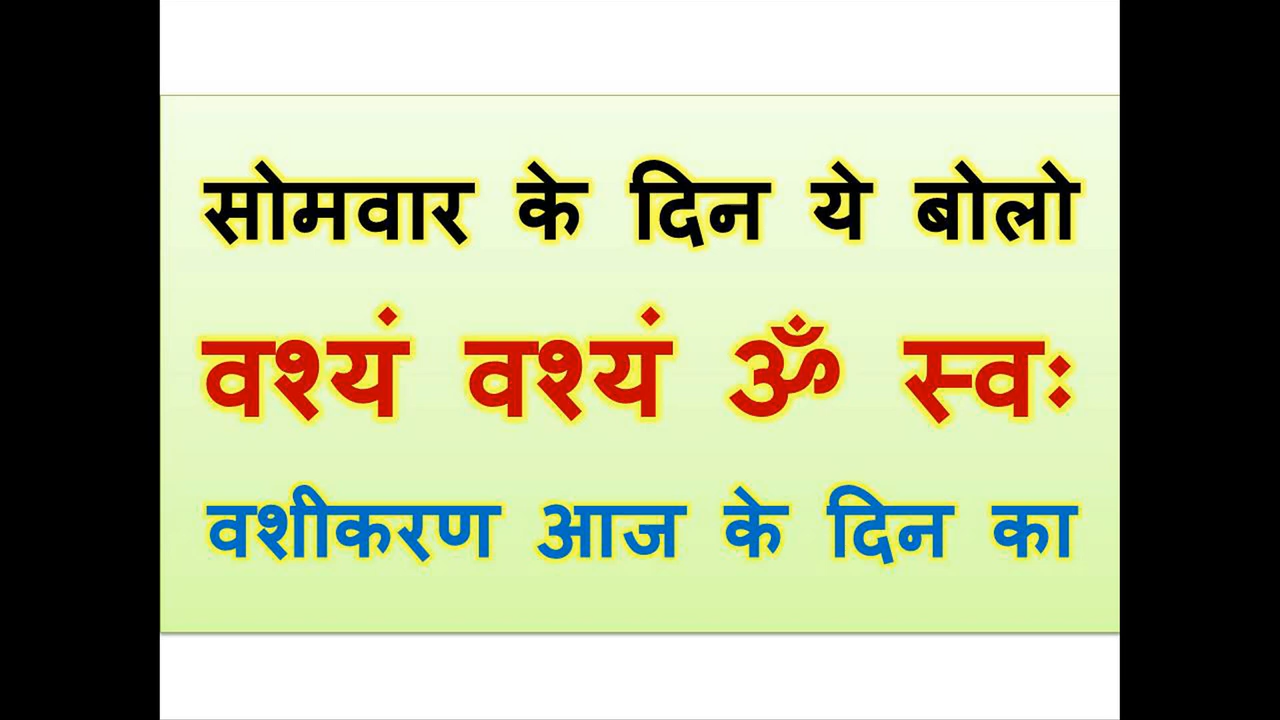 सोमवार के दिन ये बोलो
वश्यं वश्यं ॐ स्वः
वशीकरण आज के दिन का